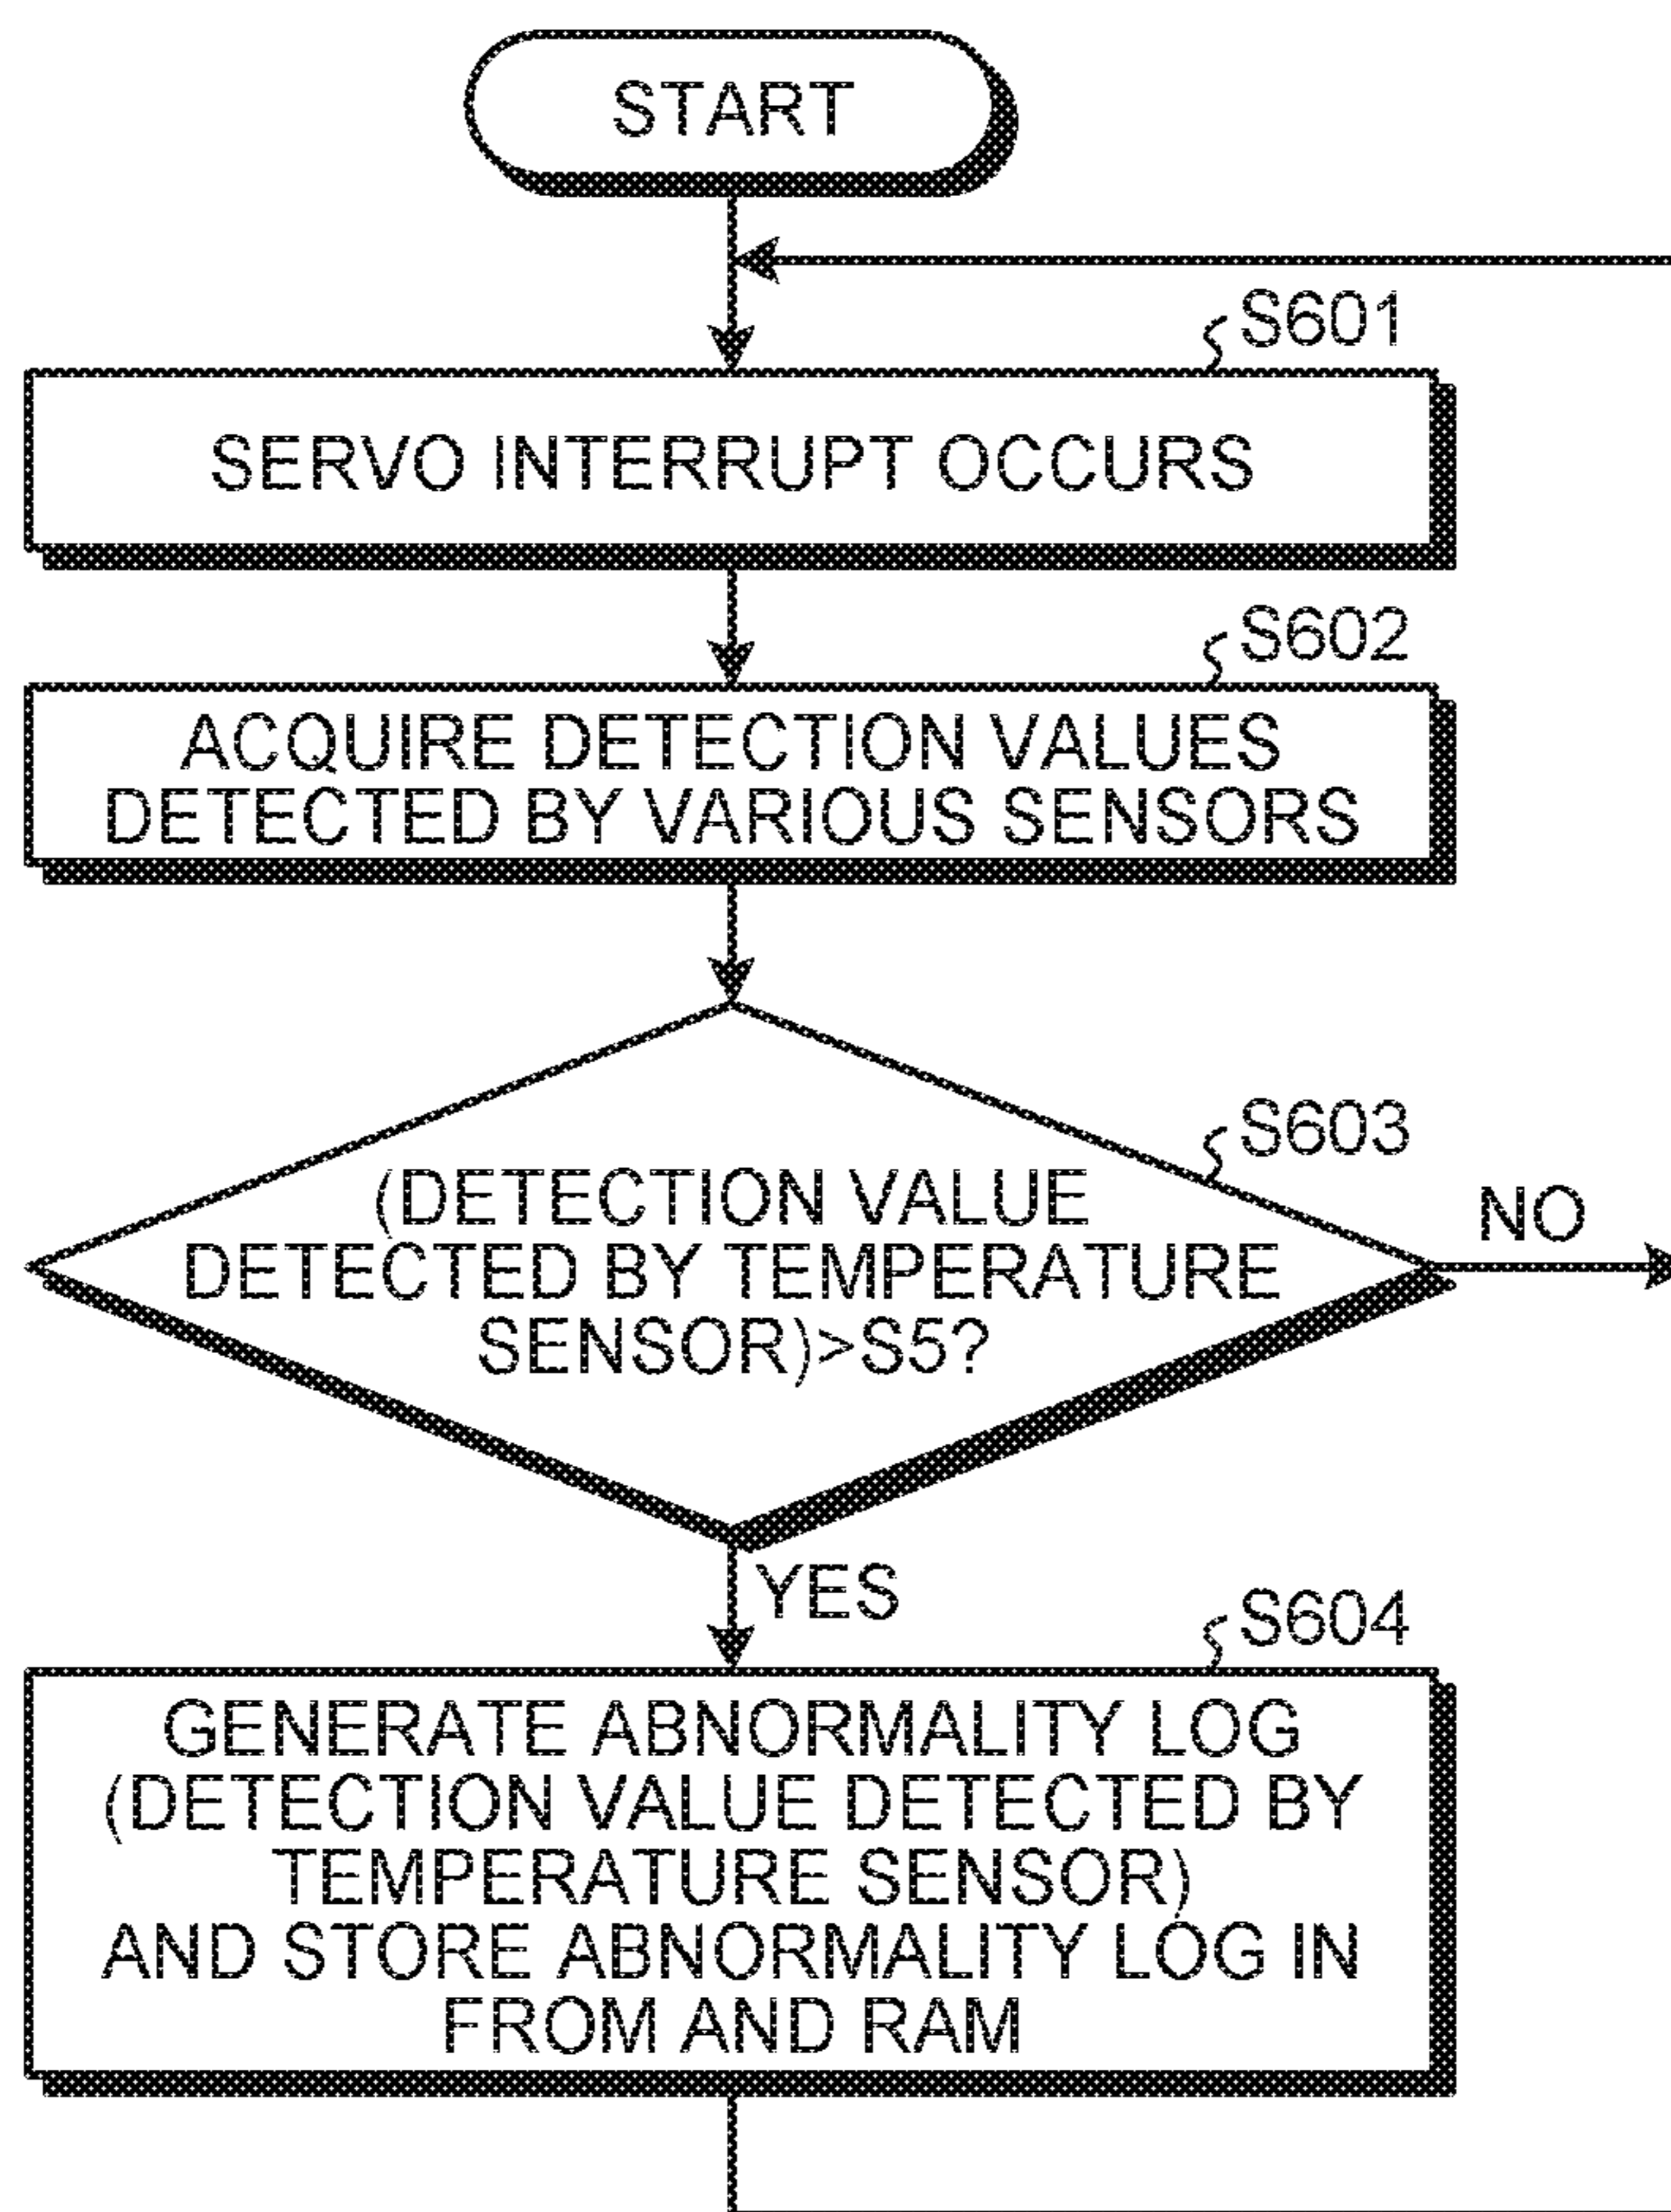 START
S601
SERVO INTERRUPT OCCURS
S602
ACQUIRE DETECTION VALUES
DETECTED BY VARIOUS SENSORS
S603
(DETECTION VALUE
DETECTED BY TEMPERATURE
SENSOR)>S5?
NO
YES
S604
GENERATE ABNORMALITY LOG
(DETECTION VALUE DETECTED BY
TEMPERATURE SENSOR)
AND STORE ABNORMALITY LOG IN
FROM AND RAM